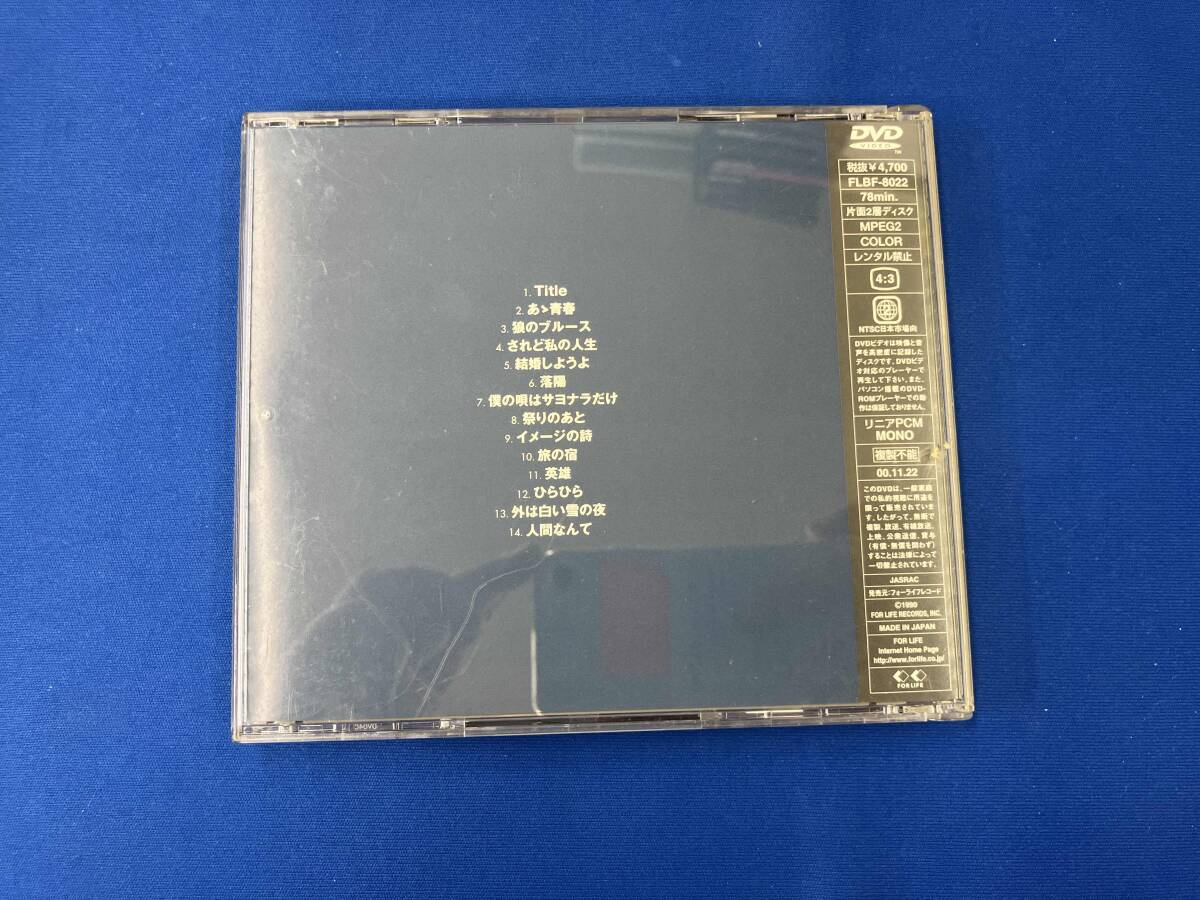 1. Title
2. あゝ青春
3. 狼のブルース
4. されど私の人生
5. 結婚しようよ
6. 落陽
7. 僕の唄はサヨナラだけ
8. 祭りのあと
9. イメージの詩
10. 旅の宿
11. 英雄
12. ひらひら
13. 外は白い雪の夜
14. 人間なんて
DVD
VIDEO
TM
税抜¥4,700
FLBF-8022
78min.
片面2層ディスク
MPEG2
COLOR
レンタル禁止
4:3
2
NTSC日本市場向
DVDビデオは映像と音
声を高密度に記録した
ディスクです。DVDビデ
オ対応のプレーヤーで
再生して下さい。また、
パソコン搭載のDVD-
ROMプレーヤーでの動
作は保証しておりません。
リニアPCM
MONO
複製不能
00.11.22
このDVDは、一般家庭
での私的視聴に用途を
限って販売されていま
す。したがって、無断で
複製、放送、有線放送、
上映、公衆送信、貸与
(有償・無償を問わず)
することは法律によって
一切禁止されています。
JASRAC
発売元:フォーライフレコード
©1990
FOR LIFE RECORDS, INC.
MADE IN JAPAN
FOR LIFE
Internet Home Page
http://www.forlife.co.jp/
FOR LIFE